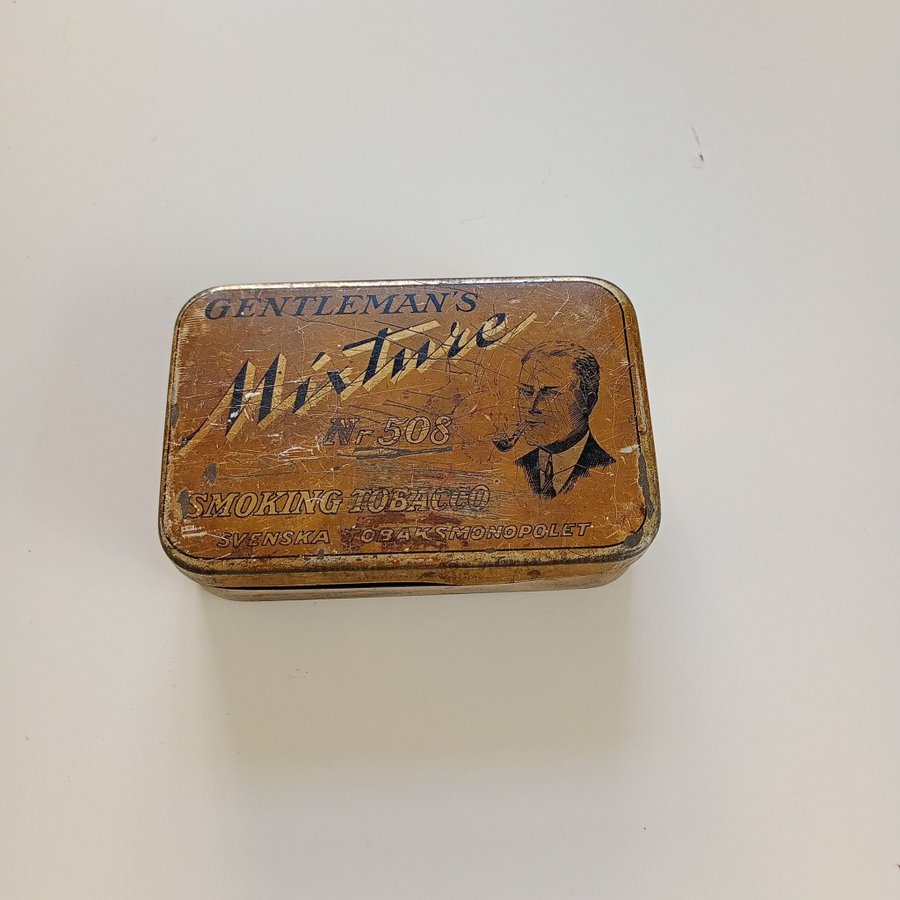 GENTLEMAN'S
Mixture
Nr 508
SMOKING TOBACCO
SVENSKA TOBAKSMONOPOLET